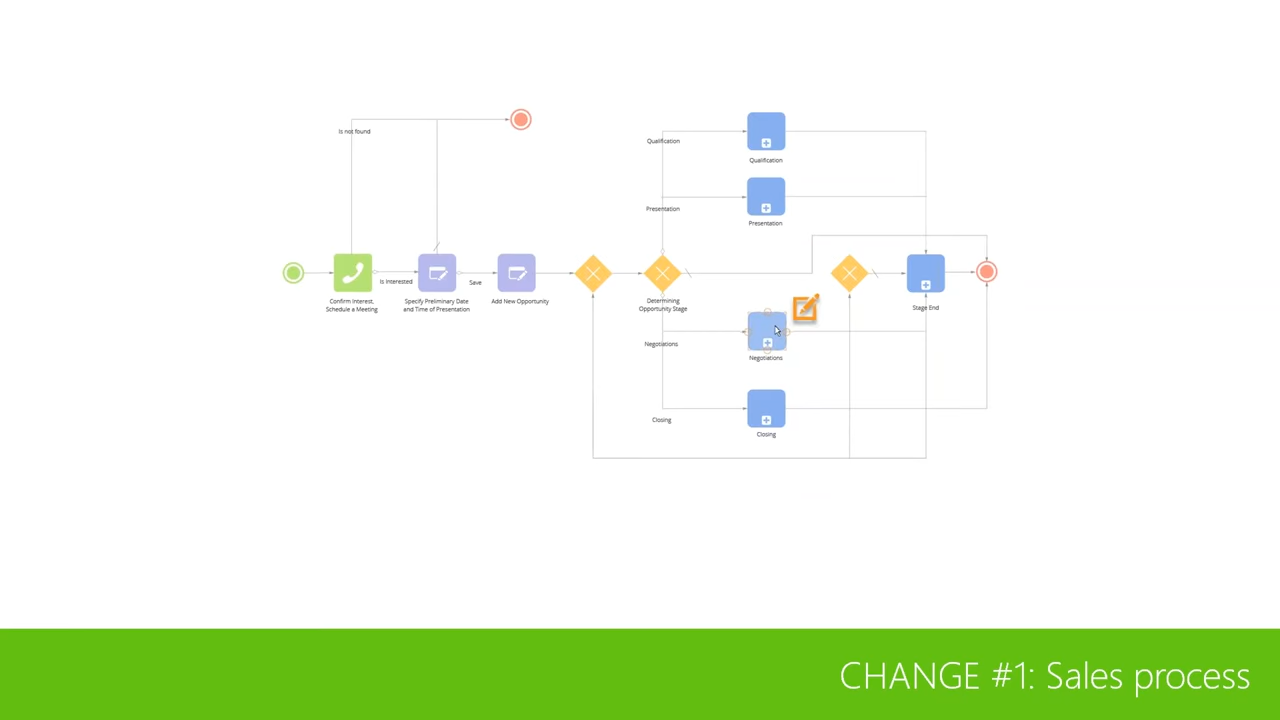 Is not found
Qualification
Qualification
Presentation
Presentation
Is Interested
Save
Confirm Interest,
Schedule a Meeting
Specify Preliminary Date
and Time of Presentation
Add New Opportunity
Determining
Opportunity Stage
Stage End
Negotiations
Negotiations
Closing
Closing
CHANGE #1: Sales process